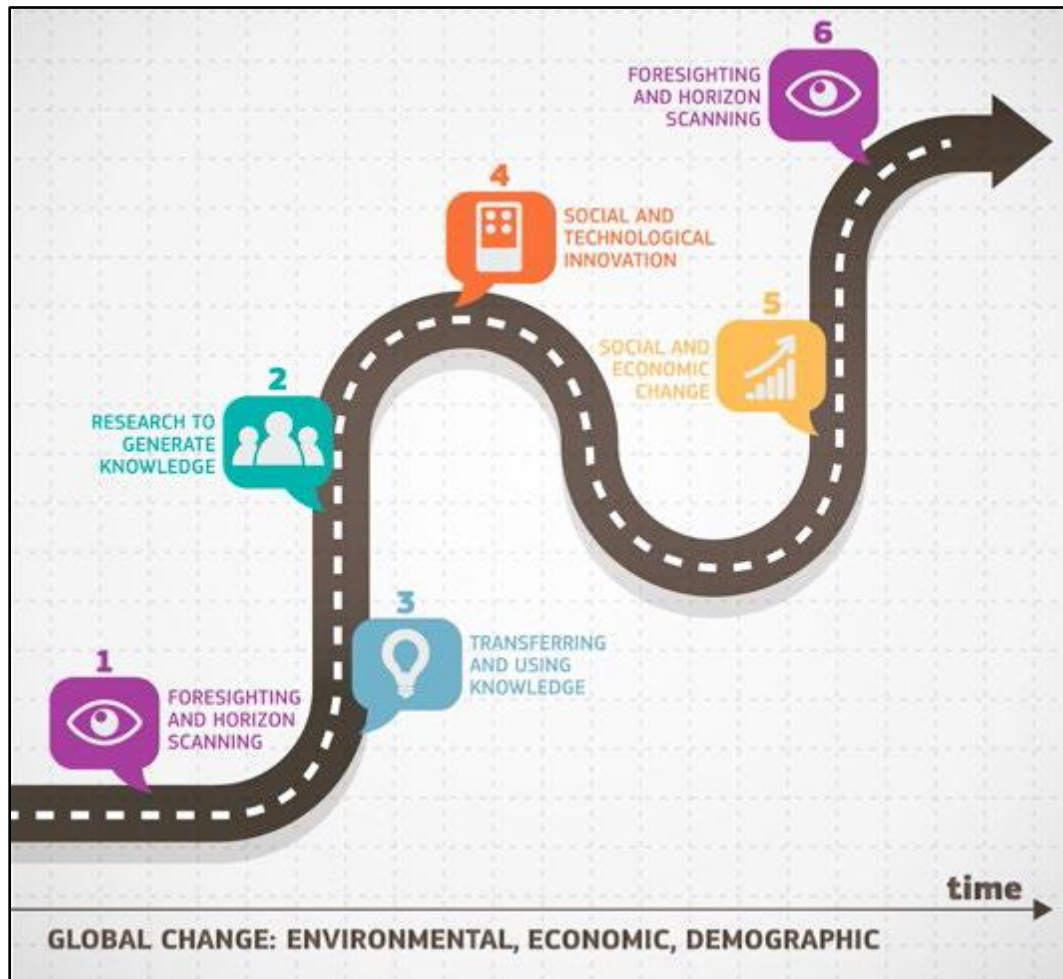 1
FORESIGHTING
AND HORIZON
SCANNING
2
RESEARCH TO
GENERATE
KNOWLEDGE
3
TRANSFERRING
AND USING
KNOWLEDGE
4
SOCIAL AND
TECHNOLOGICAL
INNOVATION
5
SOCIAL AND
ECONOMIC
CHANGE
6
FORESIGHTING
AND HORIZON
SCANNING
time
GLOBAL CHANGE: ENVIRONMENTAL, ECONOMIC, DEMOGRAPHIC